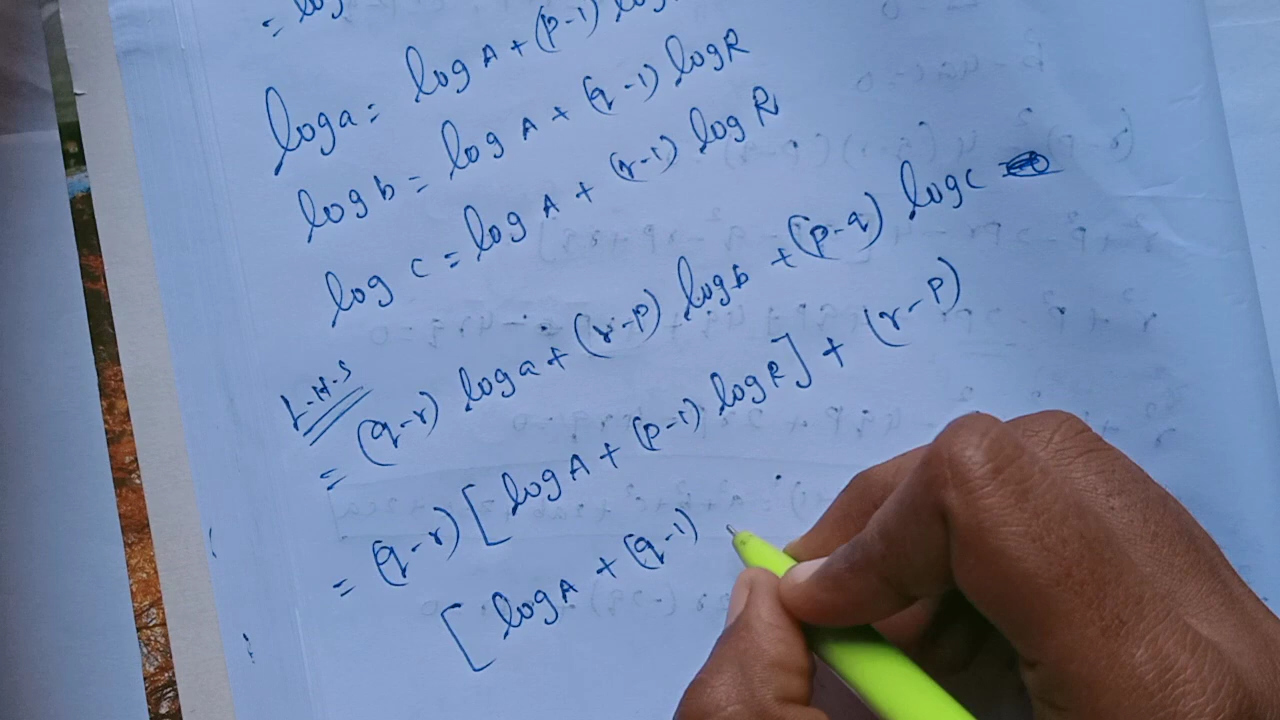 = log
log a = log A + (p-1) log
log b = log A + (q-1) log R
log c = log A + (r-1) log R
L.H.S
= (q-r) log a + (r-p) log b + (p-q) log c
= (q-r) [log A + (p-1) log R] + (r-p)
[log A + (q-1)